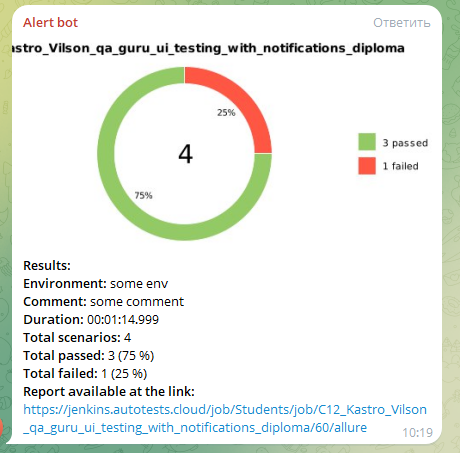 Alert bot
Ответить
astro_Vilson_qa_guru_ui_testing_with_notifications_diploma
25%
4
3 passed
1 failed
75%
Results:
Environment: some env
Comment: some comment
Duration: 00:01:14.999
Total scenarios: 4
Total passed: 3 (75 %)
Total failed: 1 (25 %)
Report available at the link:
https://jenkins.autotests.cloud/job/Students/job/C12_Kastro_Vilson
_qa_guru_ui_testing_with_notifications_diploma/60/allure
10:19